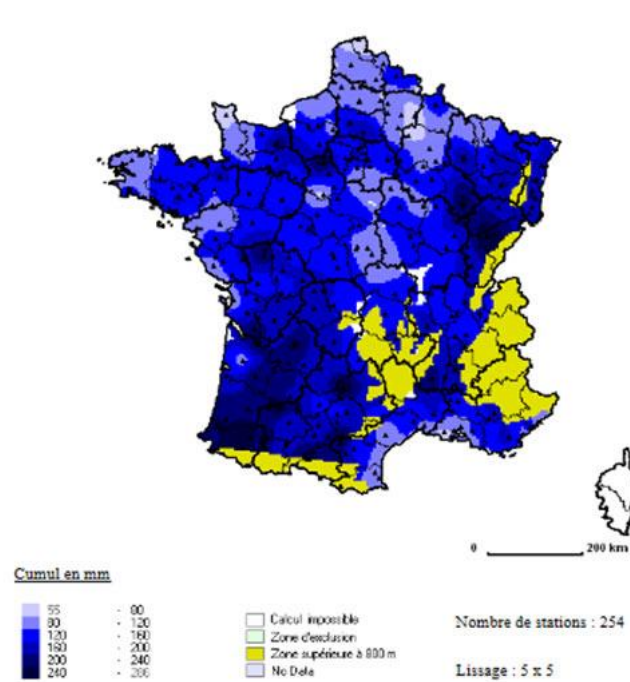 0 200 km
Cumul en mm
55 - 80
80 - 120
120 - 160
160 - 200
200 - 240
240 - 286
Calcul impossible
Zone d'exclusion
Zone supérieure à 800 m
No Data
Nombre de stations : 254
Lissage : 5 x 5